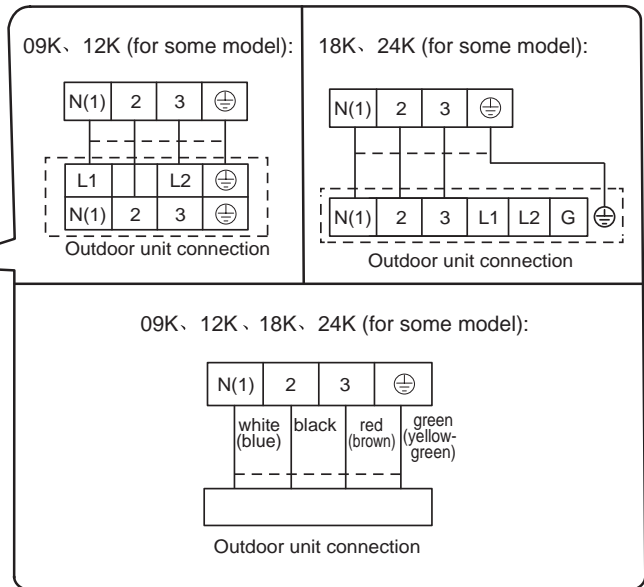 09K、12K (for some model):
N(1) 2 3
L1 L2
N(1) 2 3
Outdoor unit connection
18K、24K (for some model):
N(1) 2 3
N(1) 2 3 L1 L2 G
Outdoor unit connection
09K、12K、18K、24K (for some model):
N(1) 2 3
white (blue)
black
red (brown)
green (yellow-green)
Outdoor unit connection